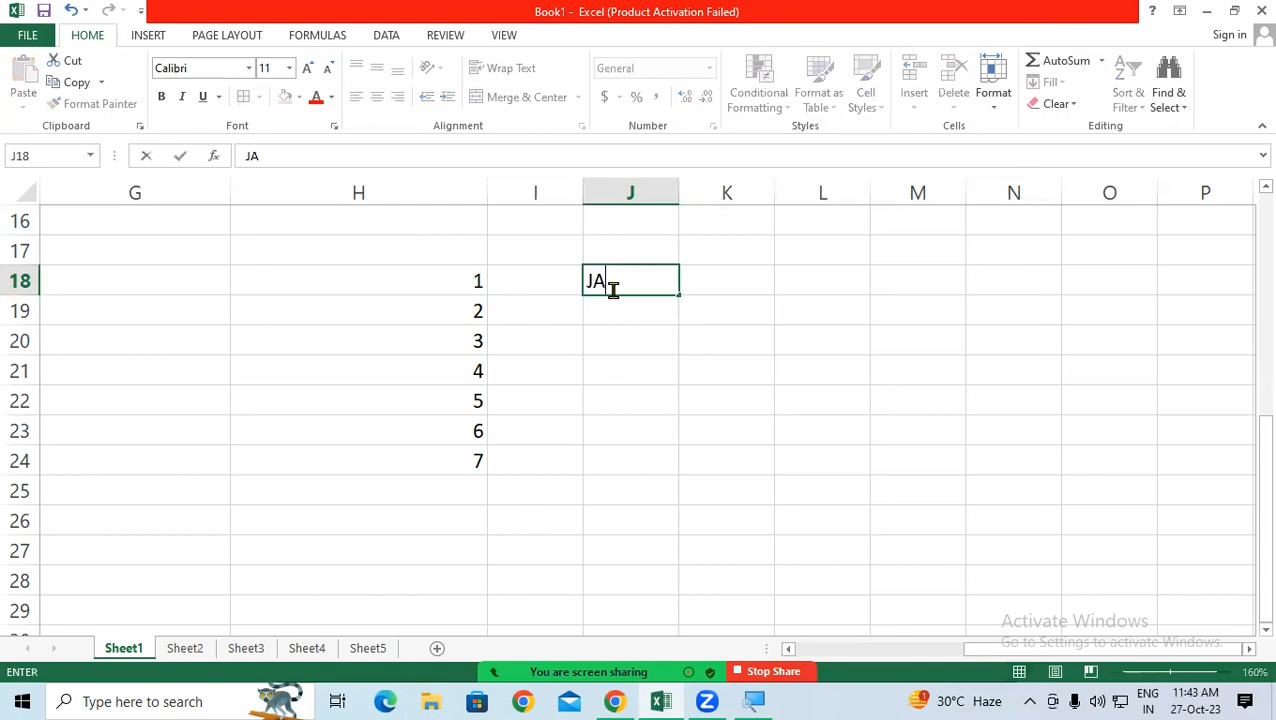 Book1 - Excel (Product Activation Failed)
?
FILE HOME INSERT PAGE LAYOUT FORMULAS DATA REVIEW VIEW Sign in
Paste Cut Copy Format Painter
Calibri 11
B I U A
Wrap Text
Merge & Center
General
$ % ,
Conditional Formatting Format as Table Cell Styles
Insert Delete Format
AutoSum Fill Clear
Sort & Filter Find & Select
Clipboard Font Alignment Number Styles Cells Editing
J18 fx JA
G H I J K L M N O P
16
17
18 1 JA
19 2
20 3
21 4
22 5
23 6
24 7
25
26
27
28
29
Activate Windows
Go to Settings to activate Windows.
Sheet1 Sheet2 Sheet3 Sheet4 Sheet5
ENTER You are screen sharing Stop Share 160%
Type here to search 1 30°C Haze ENG IN 11:43 AM 27-Oct-23